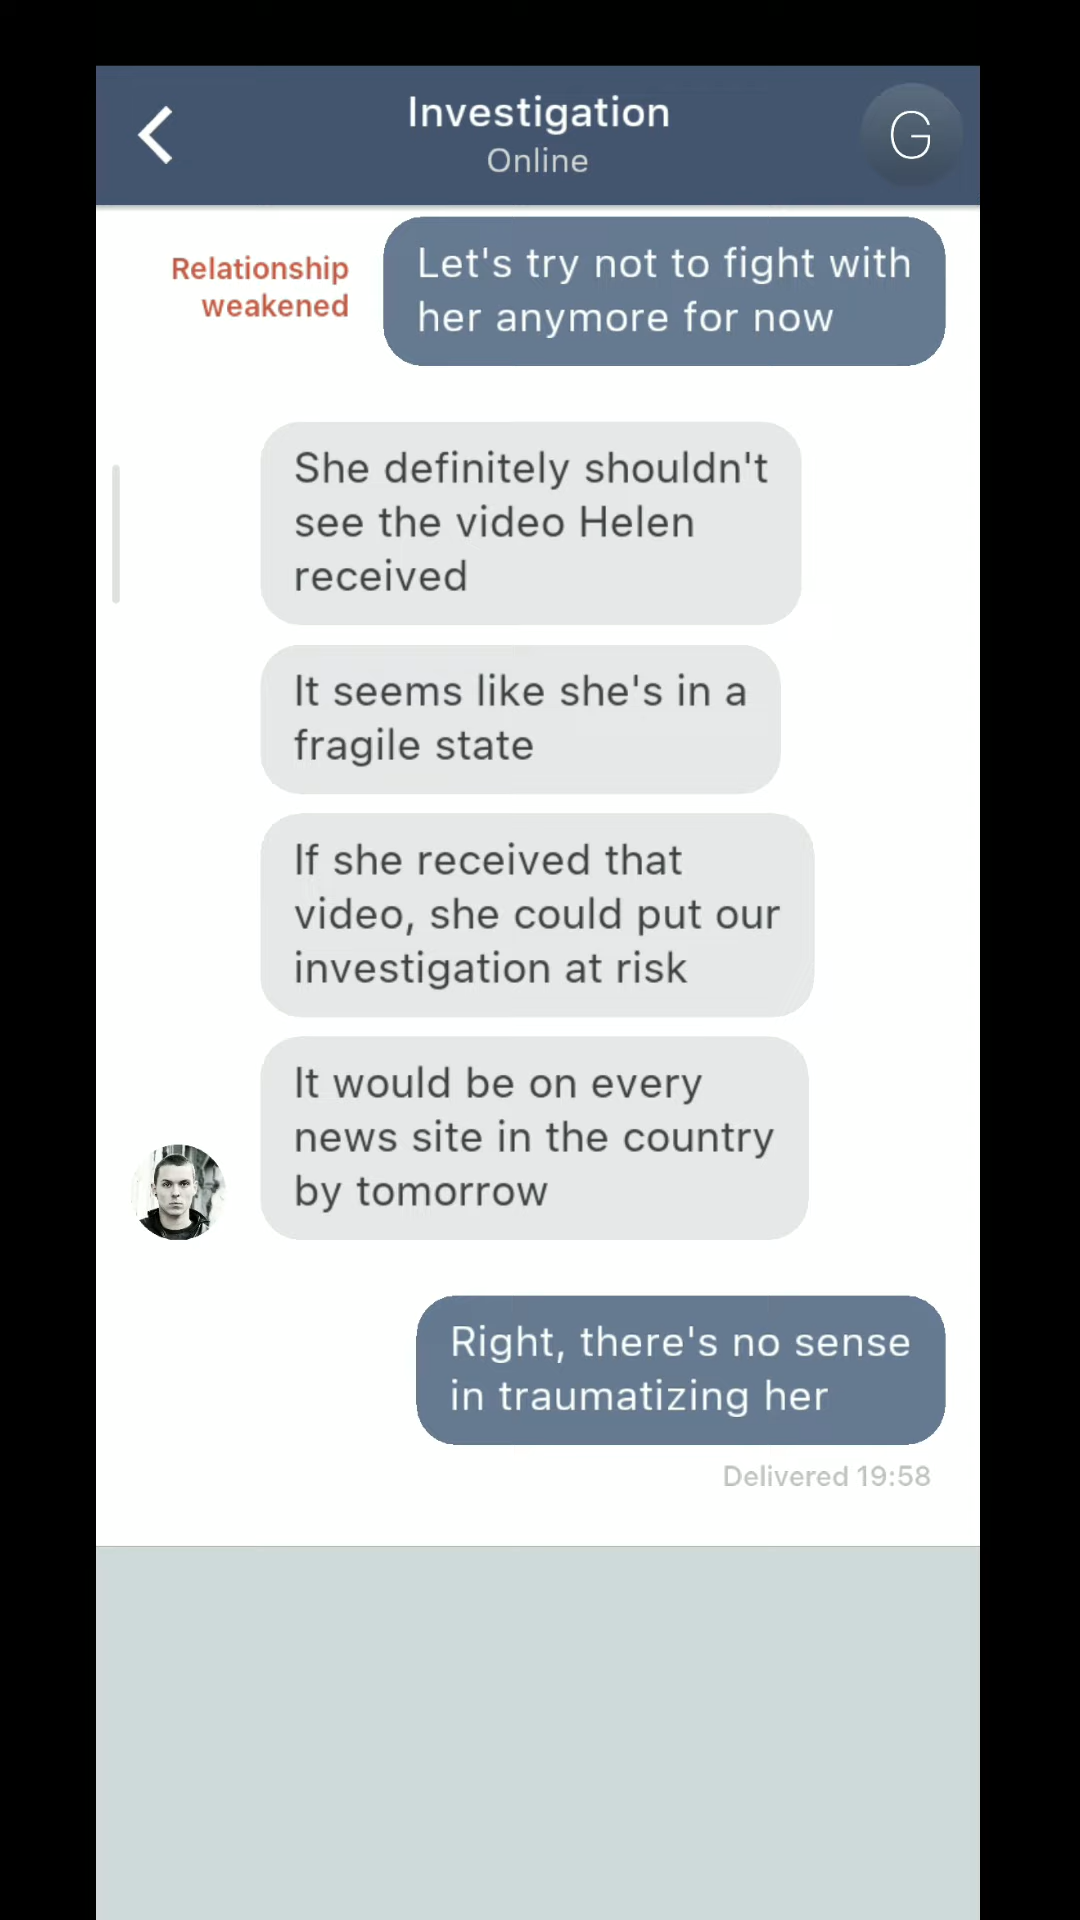 Investigation
Online
G
Relationship
weakened
Let's try not to fight with
her anymore for now
She definitely shouldn't
see the video Helen
received
It seems like she's in a
fragile state
If she received that
video, she could put our
investigation at risk
It would be on every
news site in the country
by tomorrow
Right, there's no sense
in traumatizing her
Delivered 19:58